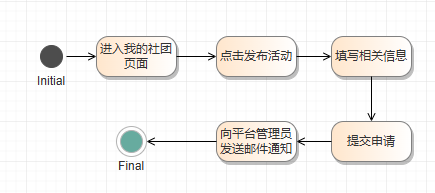 进入我的社团
页面
点击发布活动
填写相关信息
Initial
提交申请
向平台管理员
发送邮件通知
Final